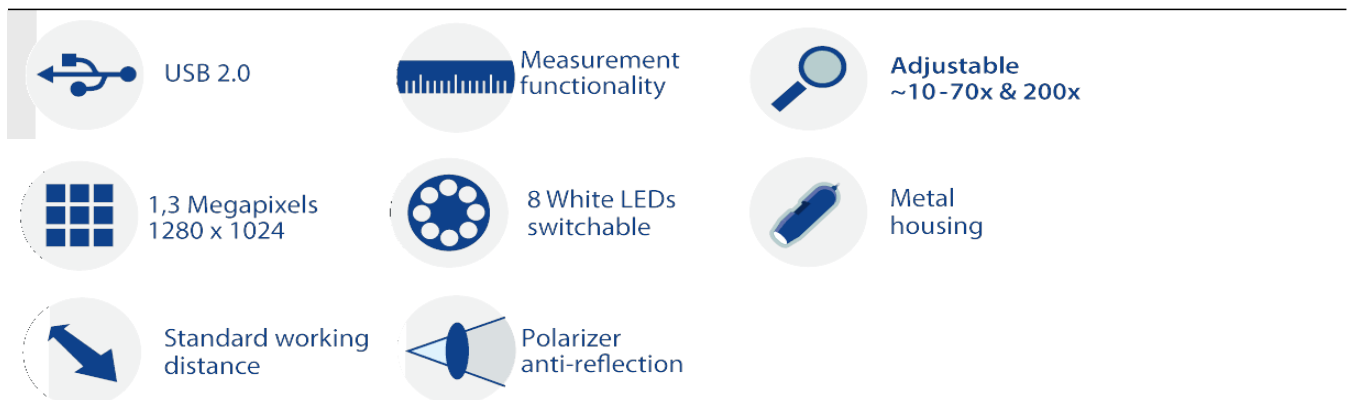 USB 2.0
Measurement
functionality
Adjustable
~10-70x & 200x
1,3 Megapixels
1280 x 1024
8 White LEDs
switchable
Metal
housing
Standard working
distance
Polarizer
anti-reflection